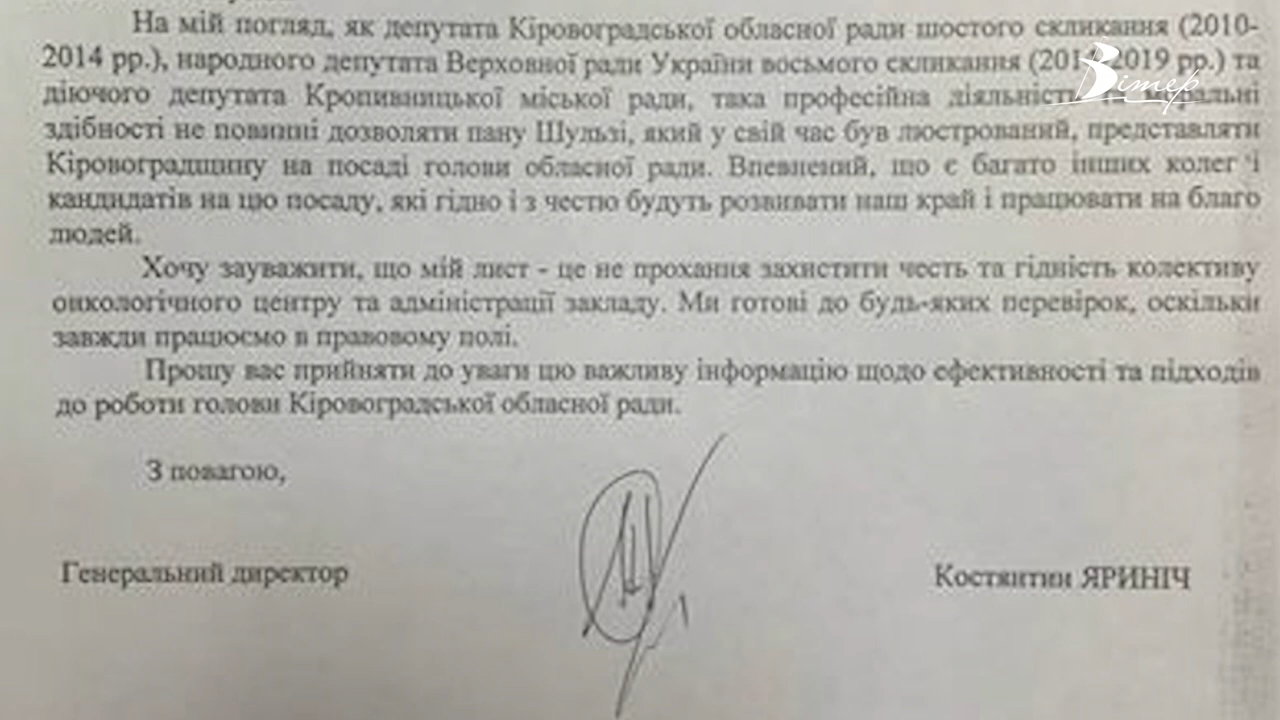 На мій погляд, як депутата Кіровоградської обласної ради шостого скликання (2010-
2014 рр.), народного депутата Верховної ради України восьмого скликання (201 2019 рр.) та
діючого депутата Кропивницької міської ради, така професійна діяльність
здібності не повинні дозволяти пану Шульзі, який у свій час був люстрований, представляти
Кіровоградщину на посаді голови обласної ради. Впевнений, що є багато інших колег і
кандидатів на цю посаду, які гідно і з честю будуть розвивати наш край і працювати на благо
людей.
Хочу зауважити, що мій лист - це не прохання захистити честь та гідність колективу
онкологічного центру та адміністрації закладу. Ми готові до будь-яких перевірок, оскільки
завжди працюємо в правовому полі.
Прошу вас прийняти до уваги цю важливу інформацію щодо ефективності та підходів
до роботи голови Кіровоградської обласної ради.
З повагою,
Генеральний директор
Костянтин ЯРИНІЧ
Вітер